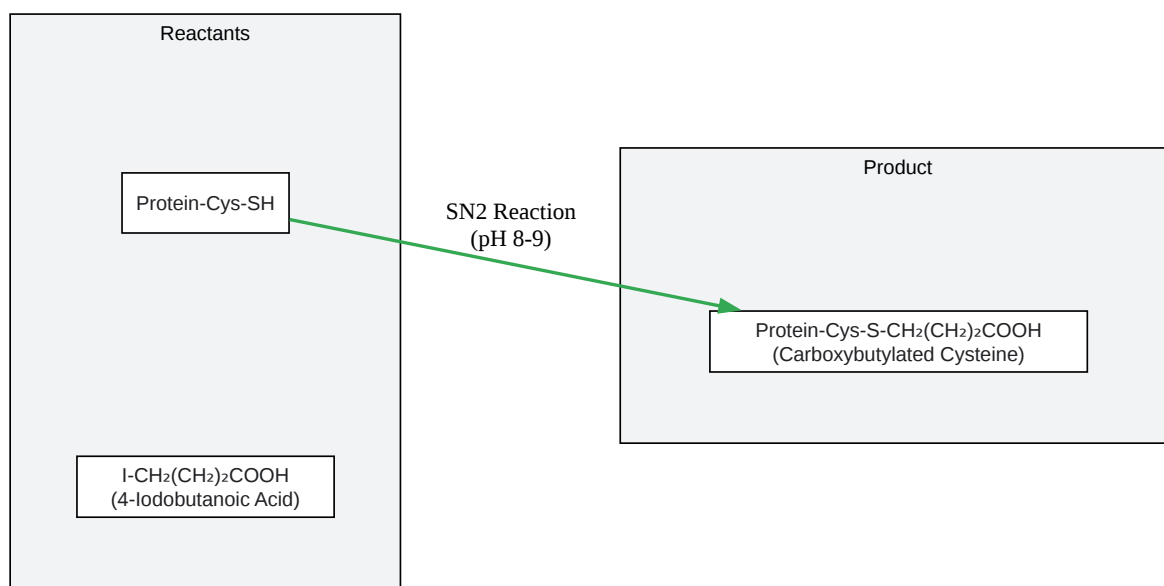 Reactants
Protein-Cys-SH
I-CH₂(CH₂)₂COOH
(4-Iodobutanoic Acid)
SN2 Reaction
(pH 8-9)
Product
Protein-Cys-S-CH₂(CH₂)₂COOH
(Carboxybutylated Cysteine)